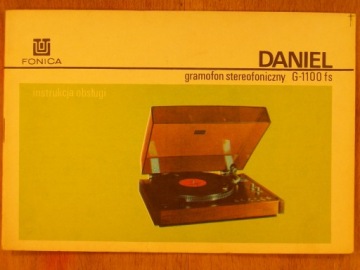 FONICA
DANIEL
gramofon stereofoniczny G-1100 fs
instrukcja obsługi